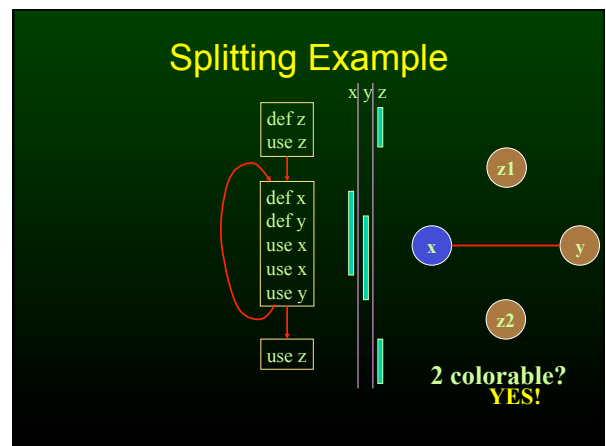 Splitting Example
x y z
def z
use z
def x
def y
use x
use x
use y
use z
z1
x
y
z2
2 colorable?
YES!